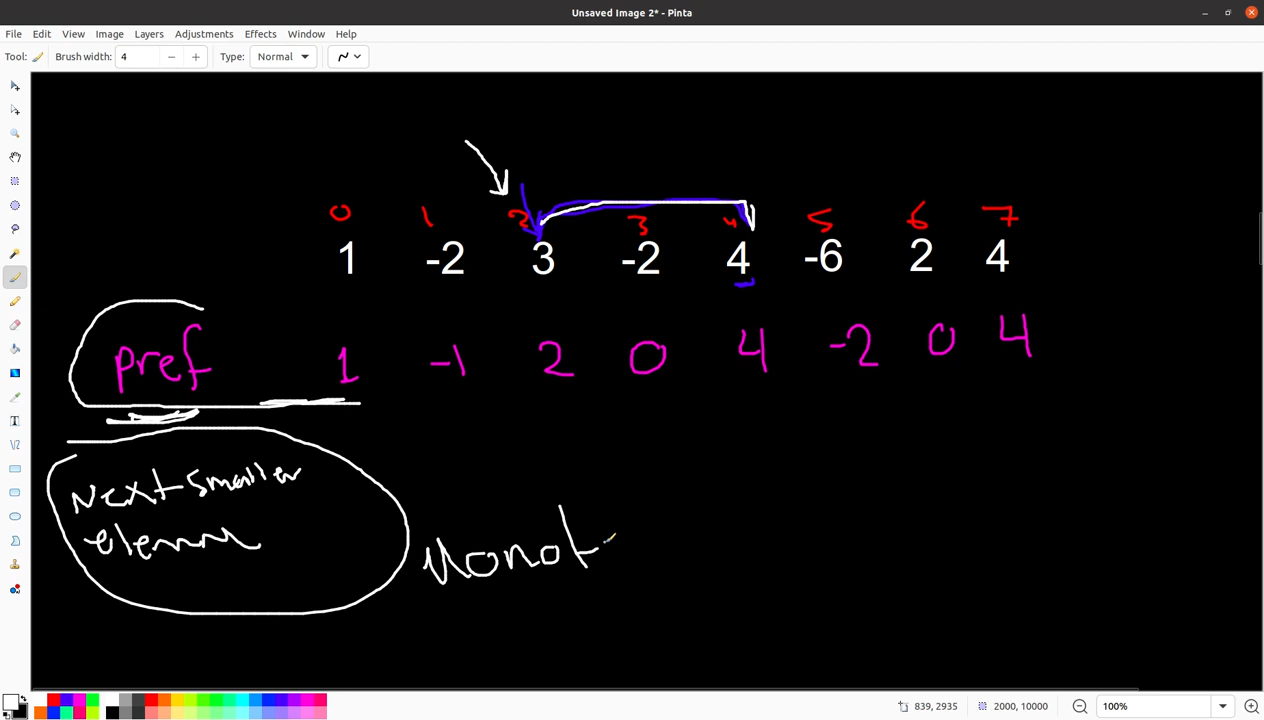 Unsaved Image 2* - Pinta
File Edit View Image Layers Adjustments Effects Window Help
Tool: Brush width: 4 Type: Normal
0 1 2 3 4 5 6 7
1 -2 3 -2 4 -6 2 4
pref 1 -1 2 0 4 -2 0 4
Next smaller
Monot
839, 2935 2000, 10000 100%